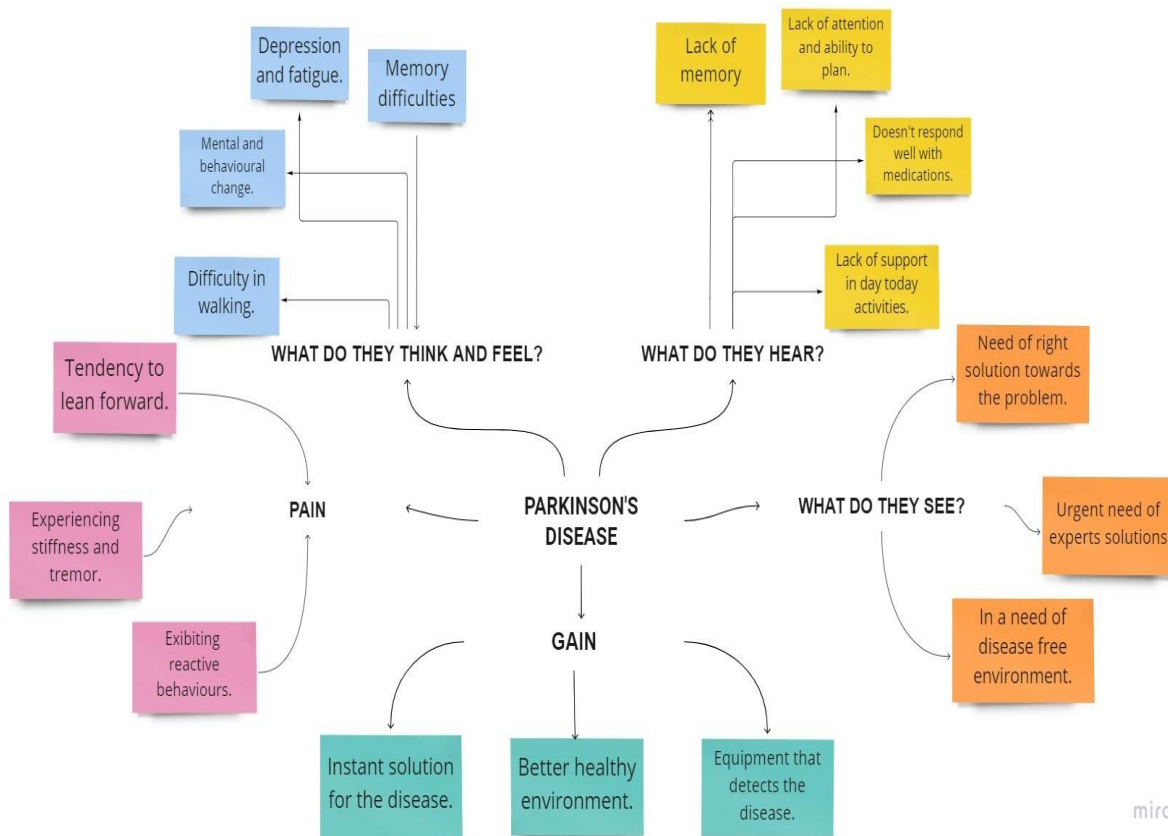 Depression
and fatigue.
Memory
difficulties
Mental and
behavioural
change.
Difficulty in
walking.
WHAT DO THEY THINK AND FEEL?
Lack of
memory
Lack of attention
and ability to
plan.
Doesn't respond
well with
medications.
Lack of support
in day today
activities.
WHAT DO THEY HEAR?
Tendency to
lean forward.
Experiencing
stiffness and
tremor.
Exibiting
reactive
behaviours.
PAIN
PARKINSON'S
DISEASE
WHAT DO THEY SEE?
Need of right
solution towards
the problem.
Urgent need of
experts solutions
In a need of
disease free
environment.
GAIN
Instant solution
for the disease.
Better healthy
environment.
Equipment that
detects the
disease.